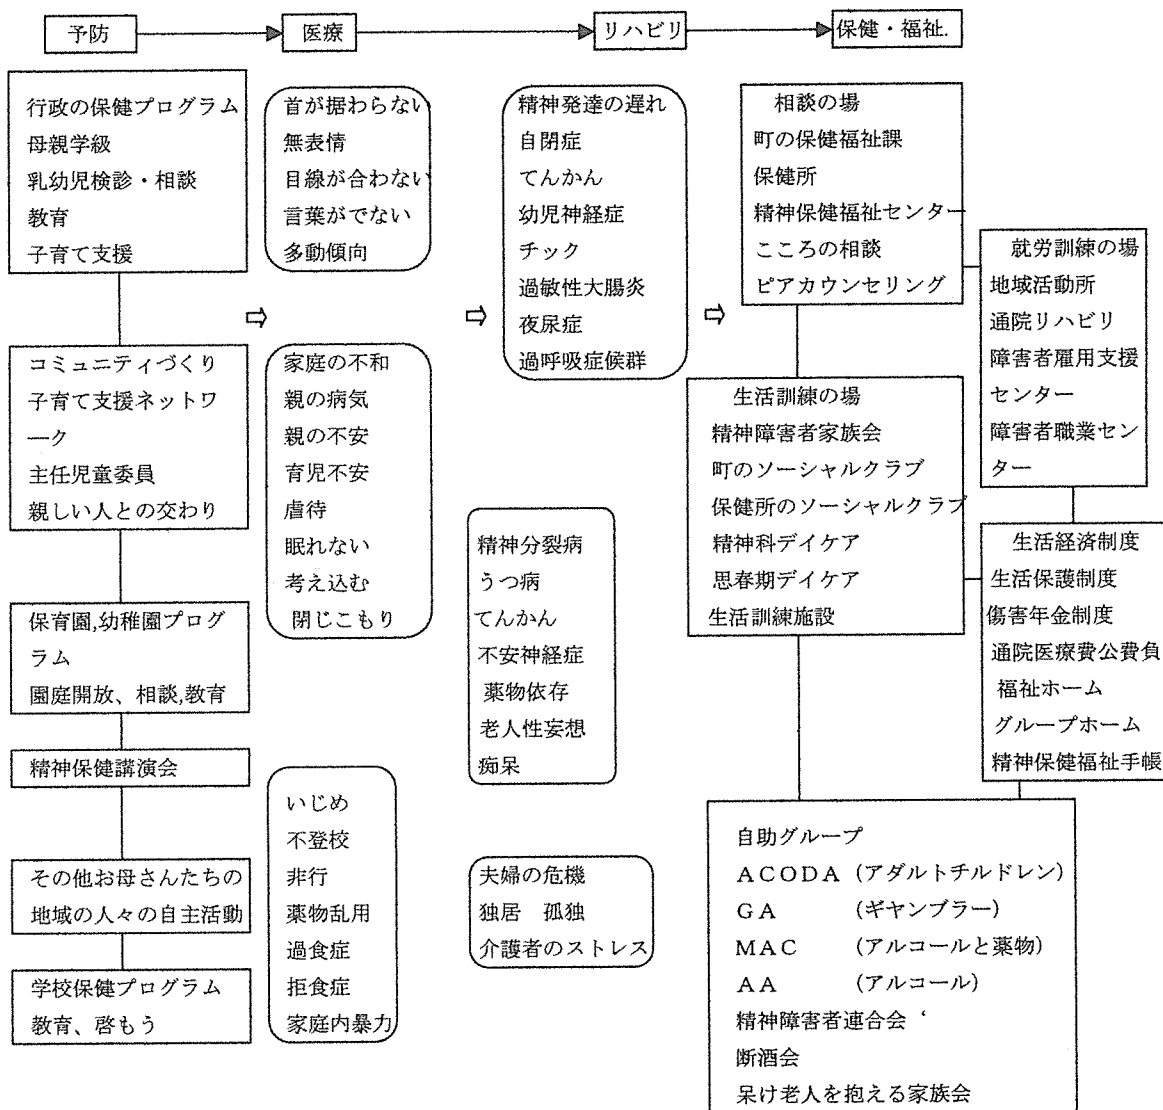 予防
医療
リハビリ
保健・福祉.
行政の保健プログラム
母親学級
乳幼児検診・相談
教育
子育て支援
コミュニティづくり
子育て支援ネットワ
ーク
主任児童委員
親しい人との交わり
保育園,幼稚園プログ
ラム
園庭開放、相談,教育
精神保健講演会
その他お母さんたちの
地域の人々の自主活動
学校保健プログラム
教育、啓もう
首が据わらない
無表情
目線が合わない
言葉がでない
多動傾向
家庭の不和
親の病気
親の不安
育児不安
虐待
眠れない
考え込む
閉じこもり
いじめ
不登校
非行
薬物乱用
過食症
拒食症
家庭内暴力
精神発達の遅れ
自閉症
てんかん
幼児神経症
チック
過敏性大腸炎
夜尿症
過呼吸症候群
精神分裂病
うつ病
てんかん
不安神経症
薬物依存
老人性妄想
痴呆
夫婦の危機
独居 孤独
介護者のストレス
相談の場
町の保健福祉課
保健所
精神保健福祉センター
こころの相談
ピアカウンセリング
生活訓練の場
精神障害者家族会
町のソーシャルクラブ
保健所のソーシャルクラブ
精神科デイケア
思春期デイケア
生活訓練施設
就労訓練の場
地域活動所
通院リハビリ
障害者雇用支援
センター
障害者職業セン
ター
生活経済制度
生活保護制度
傷害年金制度
通院医療費公費負
福祉ホーム
グループホーム
精神保健福祉手帳
自助グループ
ACODA (アダルトチルドレン)
GA (ギャンブラー)
MAC (アルコールと薬物)
AA (アルコール)
精神障害者連合会
断酒会
呆け老人を抱える家族会